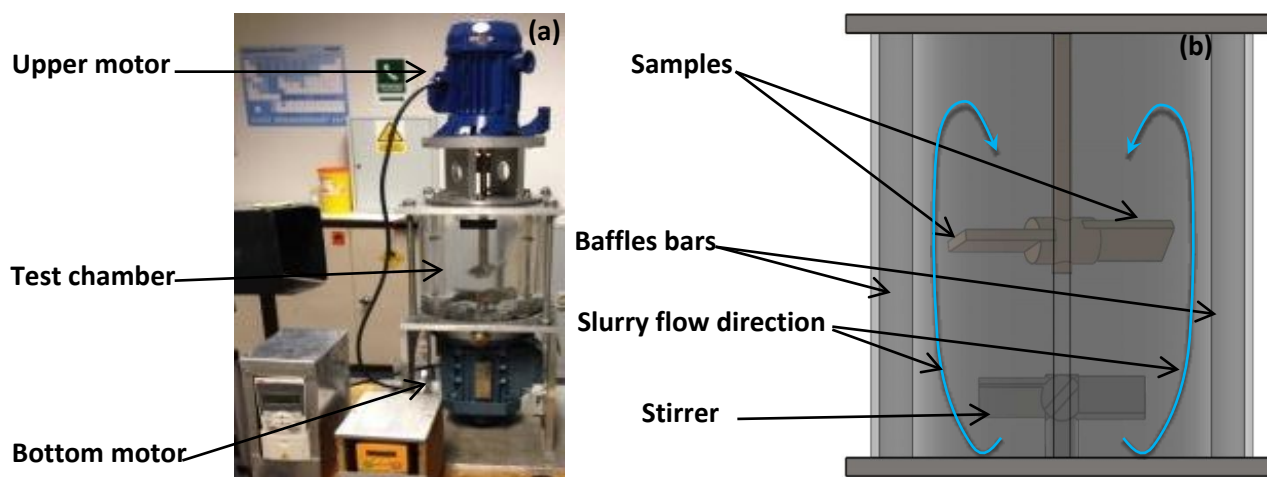 (a)
Upper motor
Test chamber
Bottom motor
(b)
Samples
Baffles bars
Slurry flow direction
Stirrer